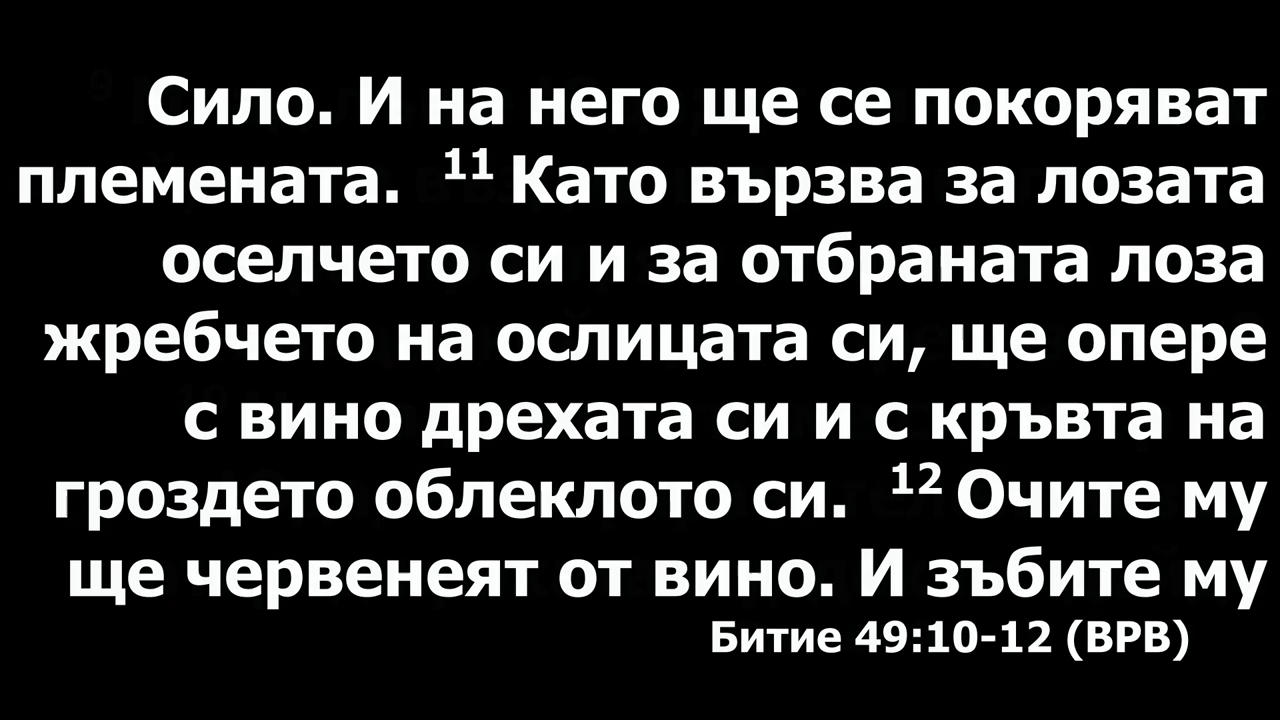 Сило. И на него ще се покоряват
племената. 11 Като вързва за лозата
оселчето си и за отбраната лоза
жребчето на ослицата си, ще опере
с вино дрехата си и с кръвта на
гроздето облеклото си. 12 Очите му
ще червенеят от вино. И зъбите му
Битие 49:10-12 (ВРВ)